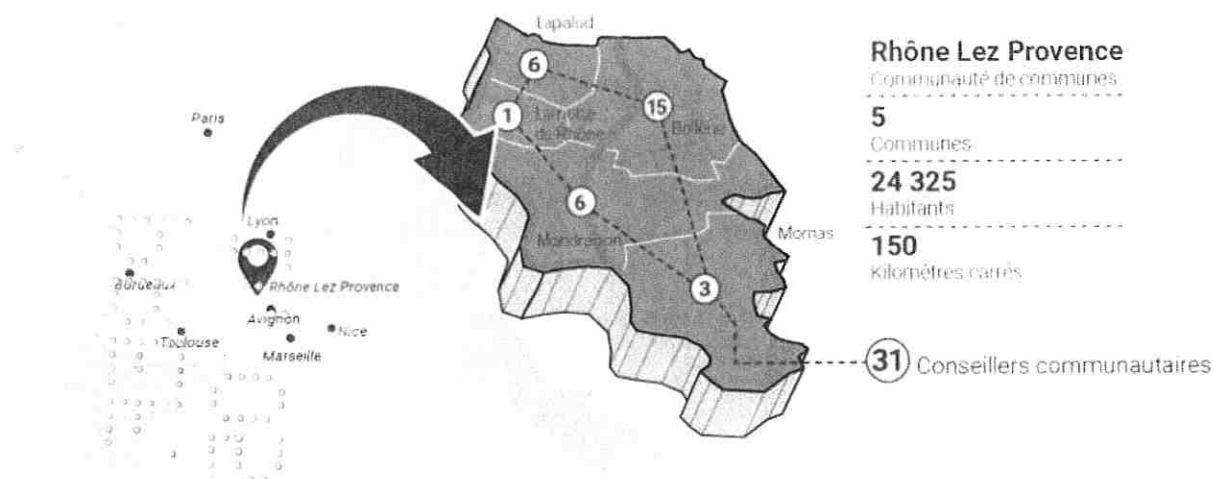 Lapalud
6
15
1
Lamotte
du Rhône
Bollène
6
Mondragon
Mornas
3
31 Conseillers communautaires
Rhône Lez Provence
Communauté de communes
5
Communes
24 325
Habitants
150
Kilomètres carrés
Paris
Lyon
Bordeaux
Rhône Lez Provence
Avignon
Nice
Toulouse
Marseille